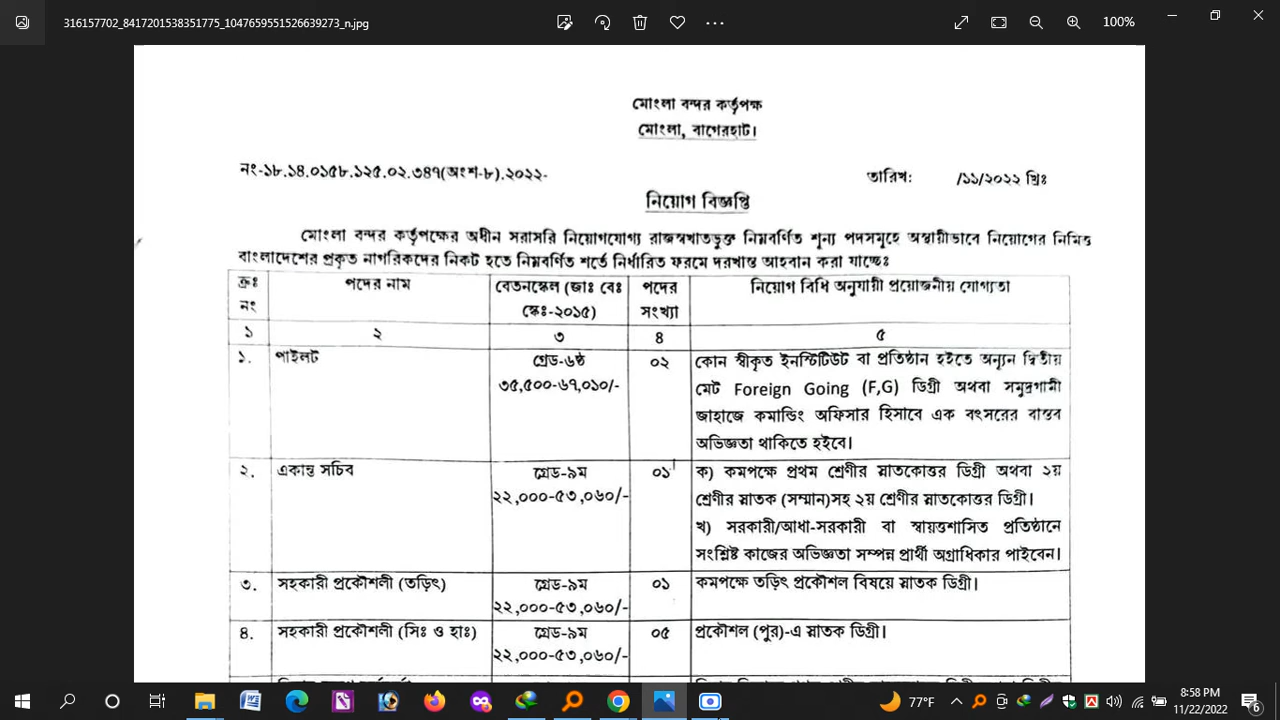 316157702_8417201538351775_1047659551526639273_n.jpg
100%
মোংলা বন্দর কর্তৃপক্ষ
মোংলা, বাগেরহাট।
নং-১৮.১৪.০১৫৮.১২৫.০২.৩৪৭(অংশ-৮).২০২২-
তারিখ: /১১/২০২২ খ্রিঃ
নিয়োগ বিজ্ঞপ্তি
মোংলা বন্দর কর্তৃপক্ষের অধীন সরাসরি নিয়োগযোগ্য রাজস্বখাতভুক্ত নিম্নবর্ণিত শূন্য পদসমূহে অস্থায়ীভাবে নিয়োগের নিমিত্ত
বাংলাদেশের প্রকৃত নাগরিকদের নিকট হতে নিম্নবর্ণিত শর্তে নির্ধারিত ফরমে দরখাস্ত আহবান করা যাচ্ছেঃ
ক্রঃ নং
পদের নাম
বেতনস্কেল (জাঃ বেঃ
স্কেঃ-২০১৫)
পদের
সংখ্যা
নিয়োগ বিধি অনুযায়ী প্রয়োজনীয় যোগ্যতা
১ ২ ৩ ৪ ৫
১. পাইলট
গ্রেড-৬ষ্ঠ
৩৫,৫০০-৬৭,০১০/-
০২
কোন স্বীকৃত ইনস্টিটিউট বা প্রতিষ্ঠান হইতে অন্যূন দ্বিতীয়
মেট Foreign Going (F,G) ডিগ্রী অথবা সমুদ্রগামী
জাহাজে কমান্ডিং অফিসার হিসাবে এক বৎসরের বাস্তব
অভিজ্ঞতা থাকিতে হইবে।
২. একান্ত সচিব
গ্রেড-৯ম
২২,০০০-৫৩,০৬০/-
০১
ক) কমপক্ষে প্রথম শ্রেণীর স্নাতকোত্তর ডিগ্রী অথবা ২য়
শ্রেণীর স্নাতক (সম্মান)সহ ২য় শ্রেণীর স্নাতকোত্তর ডিগ্রী।
খ) সরকারী/আধা-সরকারী বা স্বায়ত্তশাসিত প্রতিষ্ঠানে
সংশ্লিষ্ট কাজের অভিজ্ঞতা সম্পন্ন প্রার্থী অগ্রাধিকার পাইবেন।
৩. সহকারী প্রকৌশলী (তড়িৎ)
গ্রেড-৯ম
২২,০০০-৫৩,০৬০/-
০১
কমপক্ষে তড়িৎ প্রকৌশল বিষয়ে স্নাতক ডিগ্রী।
৪. সহকারী প্রকৌশলী (সিঃ ও হাঃ)
গ্রেড-৯ম
২২,০০০-৫৩,০৬০/-
০৫
প্রকৌশল (পুর)-এ স্নাতক ডিগ্রী।
77°F
8:58 PM
11/22/2022
6